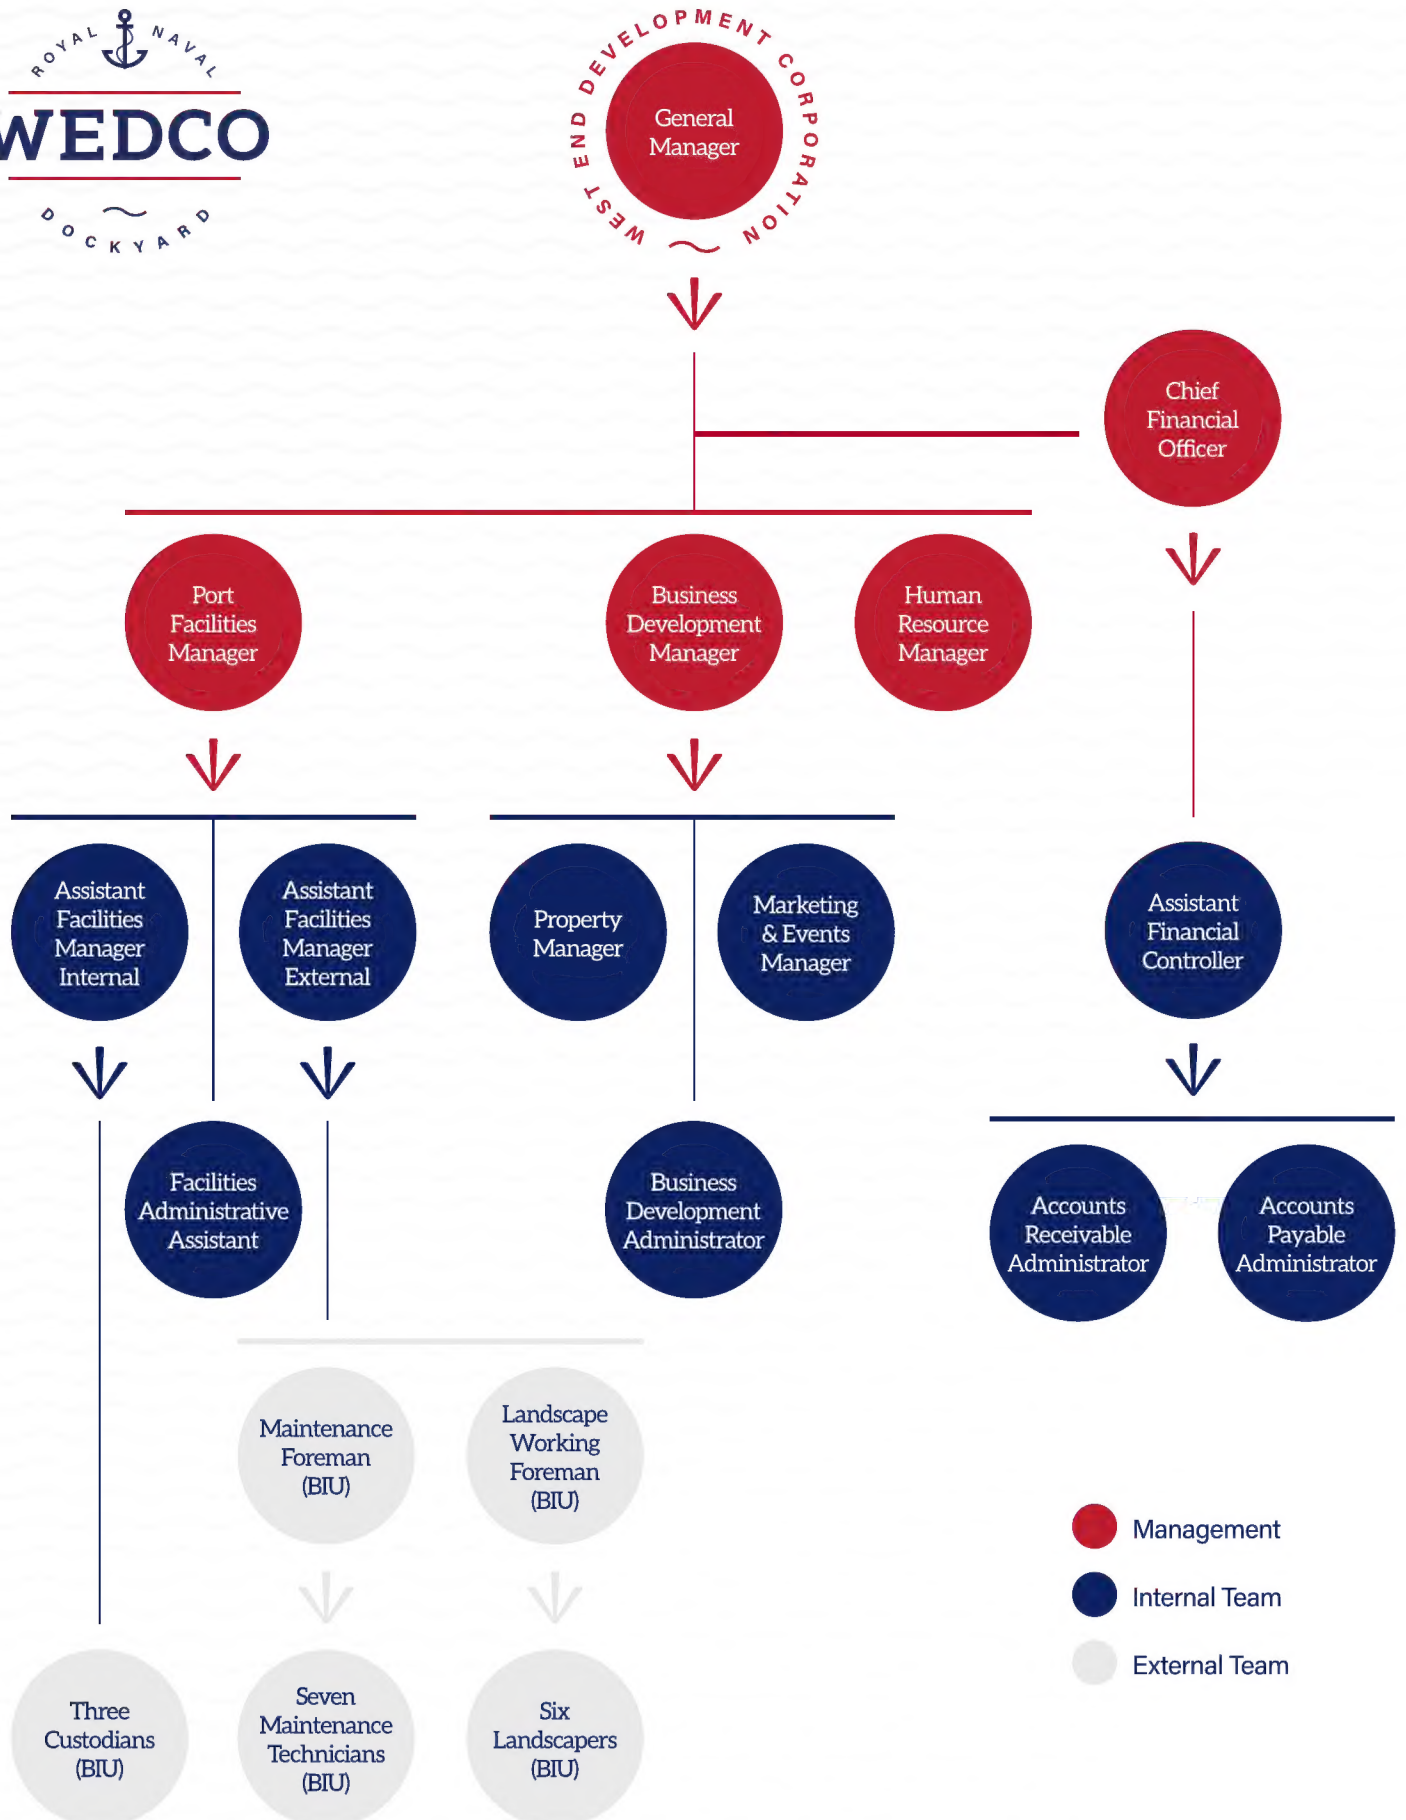 ROYAL NAVAL
WEDCO
DOCKYARD
WEST END DEVELOPMENT CORPORATION
General
Manager
Chief
Financial
Officer
Port
Facilities
Manager
Business
Development
Manager
Human
Resource
Manager
Assistant
Facilities
Manager
Internal
Assistant
Facilities
Manager
External
Property
Manager
Marketing
& Events
Manager
Assistant
Financial
Controller
Facilities
Administrative
Assistant
Business
Development
Administrator
Accounts
Receivable
Administrator
Accounts
Payable
Administrator
Maintenance
Foreman
(BIU)
Landscape
Working
Foreman
(BIU)
Three
Custodians
(BIU)
Seven
Maintenance
Technicians
(BIU)
Six
Landscapers
(BIU)
Management
Internal Team
External Team